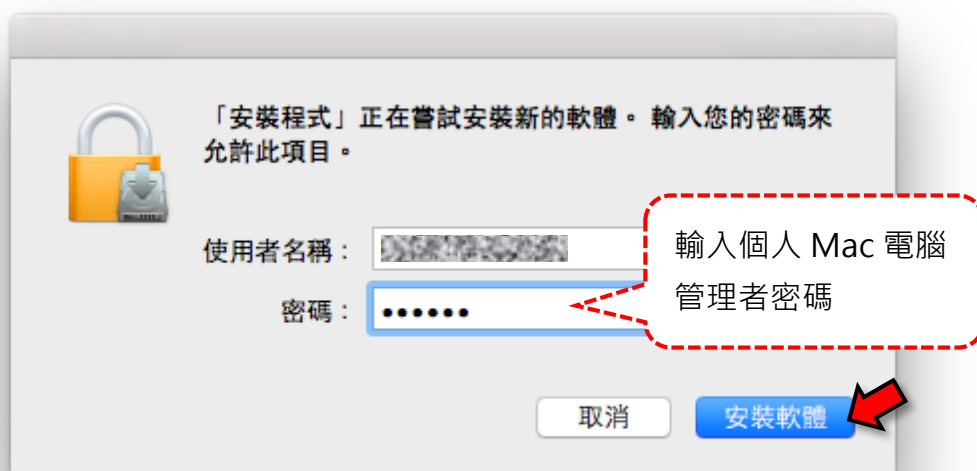 「安裝程式」正在嘗試安裝新的軟體。 輸入您的密碼來
允許此項目。
使用者名稱：
密碼： ••••••
輸入個人 Mac 電腦
管理者密碼
取消
安裝軟體